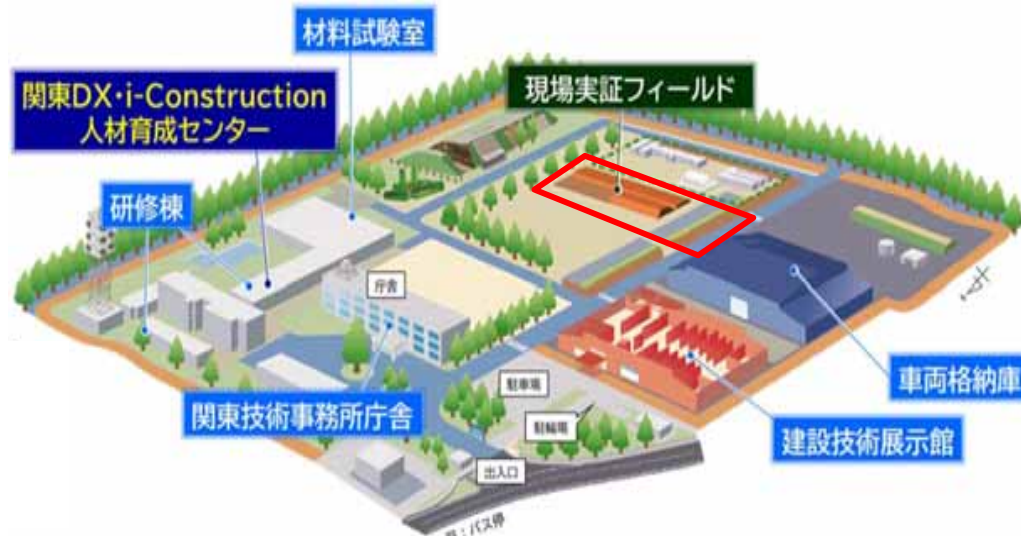 材料試験室
関東DX・i-Construction
人材育成センター
現場実証フィールド
研修棟
庁舎
関東技術事務所庁舎
駐車場
駐輪場
車両格納庫
建設技術展示館
出入口
：バス停